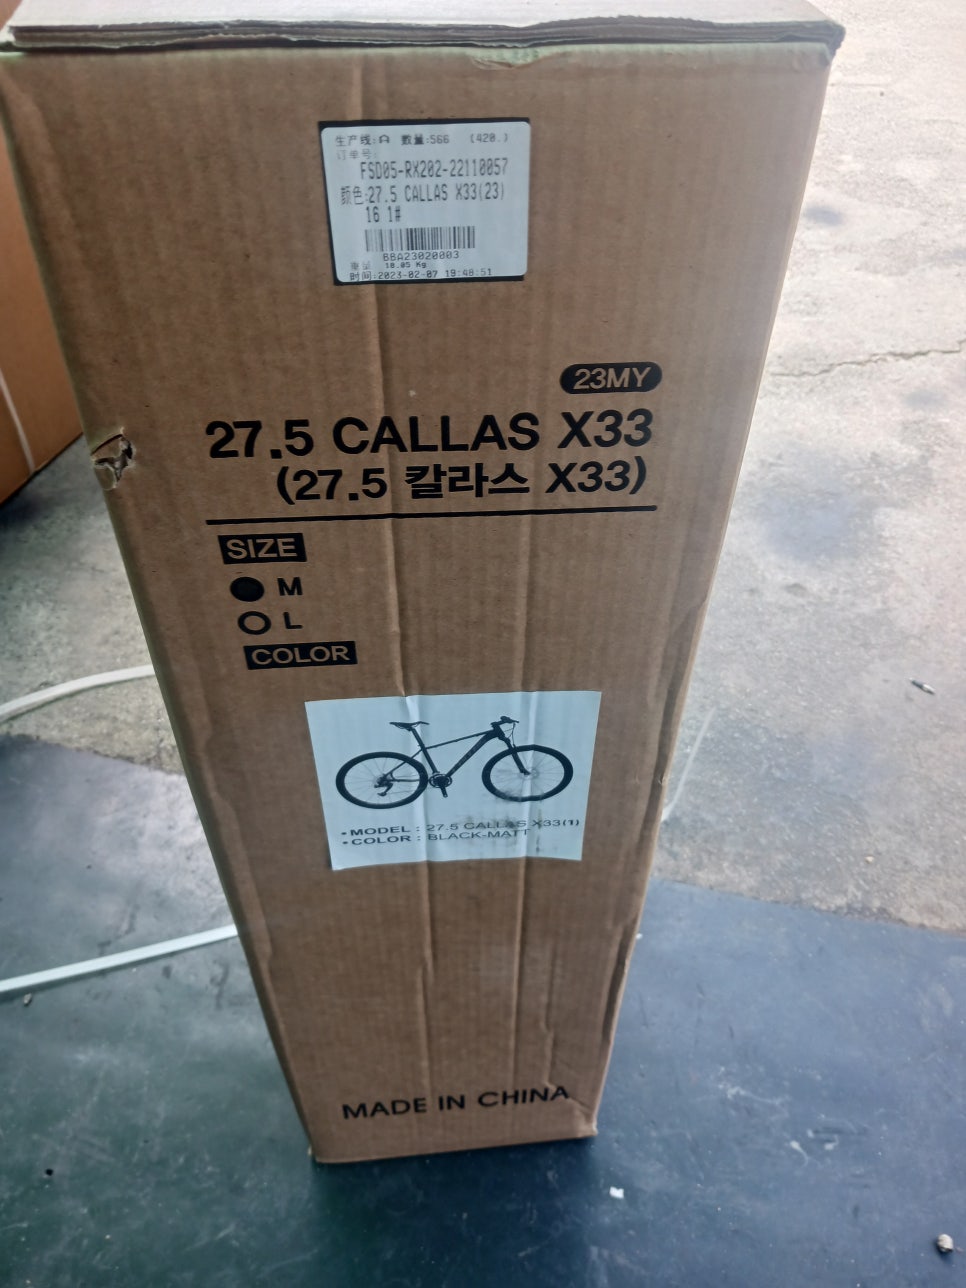 生产线:A 数量:566 (420.)
订单号:
FSD05-RX202-22110057
颜色:27.5 CALLAS X33(23)
16 1#
BBA23020003
重量 18.05 Kg
时间:2023-02-07 19:48:51
23MY
27.5 CALLAS X33
(27.5 칼라스 X33)
SIZE
M
L
COLOR
• MODEL : 27.5 CALLAS X33(1)
• COLOR : BLACK-MATT
MADE IN CHINA